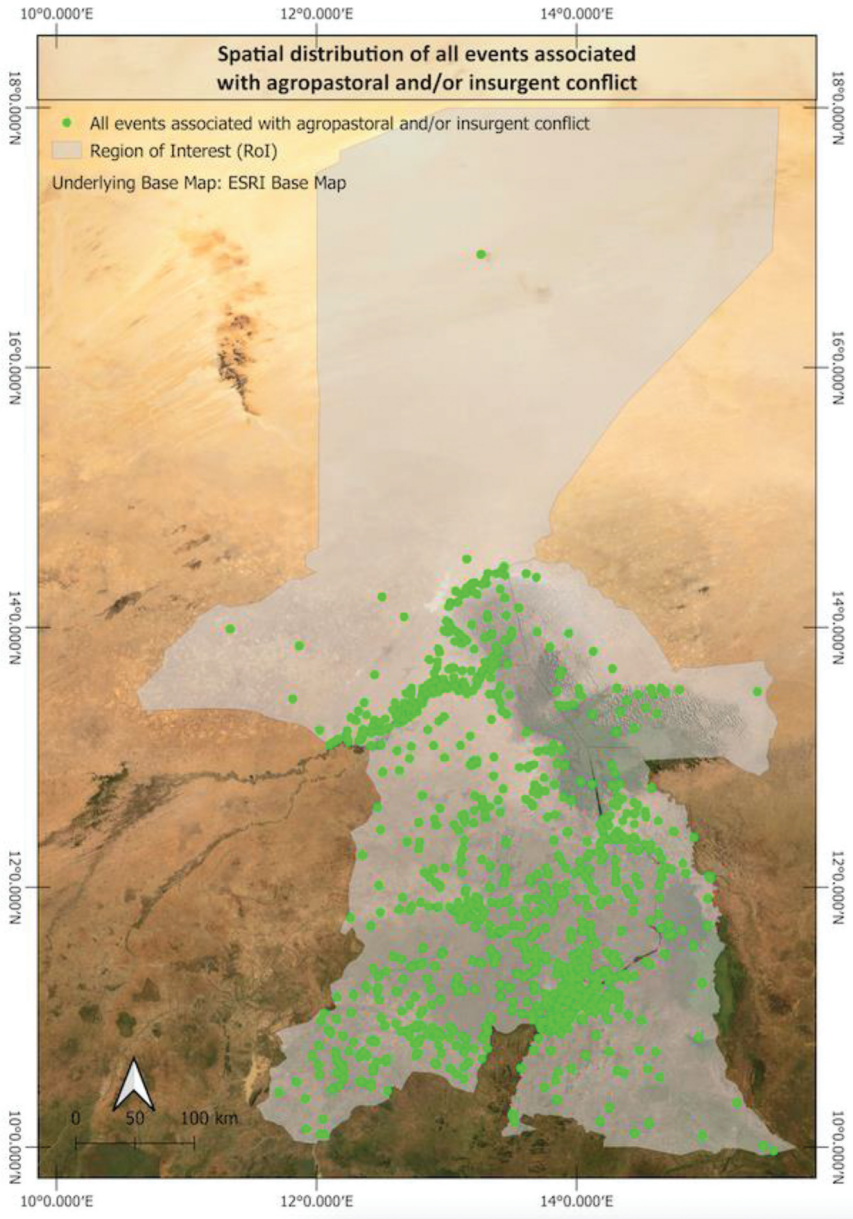 10°0.000'E 12°0.000'E 14°0.000'E
Spatial distribution of all events associated
with agropastoral and/or insurgent conflict
18°0.000'N 18°0.000'N
All events associated with agropastoral and/or insurgent conflict
Region of Interest (RoI)
Underlying Base Map: ESRI Base Map
16°0.000'N 16°0.000'N
14°0.000'N 14°0.000'N
12°0.000'N 12°0.000'N
0 50 100 km
10°0.000'N 10°0.000'N
10°0.000'E 12°0.000'E 14°0.000'E